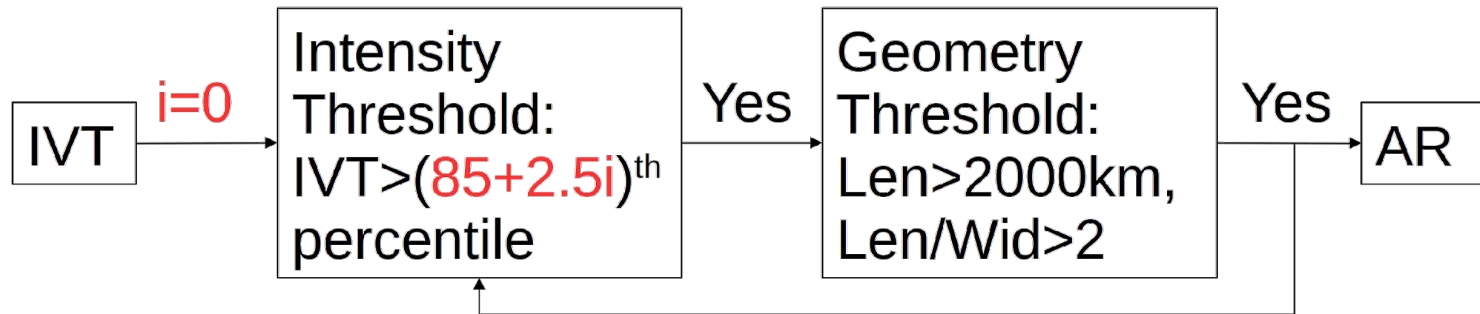 IVT
i=0
Intensity
Threshold:
IVT>(85+2.5i)th
percentile
Yes
Geometry
Threshold:
Len>2000km,
Len/Wid>2
Yes
AR